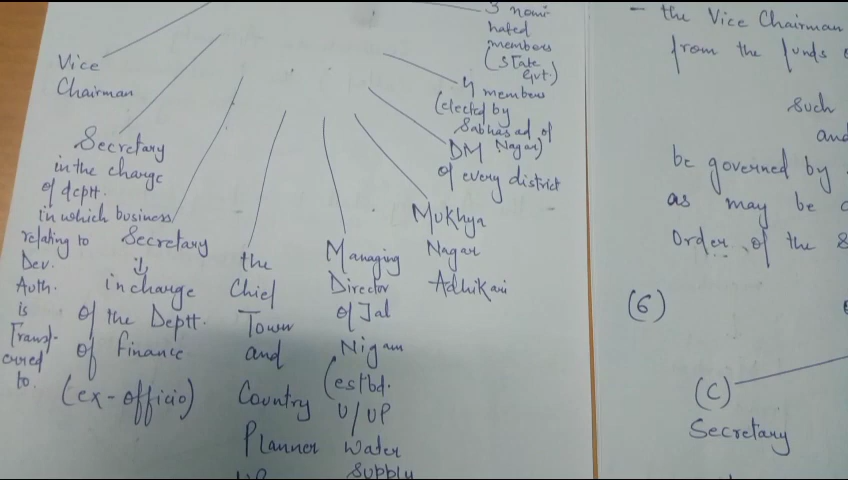 Vice
Chairman
Secretary
in the charge
of deptt.
in which business
relating to
Dev.
Auth.
is
Transf-
erred
to.
Secretary
↓
in charge
of the Deptt.
of finance
(ex-officio)
the
Chief
Town
and
Country
Planner
Managing
Director
of Jal
Nigam
(estbd.
U/UP
Water
Supply
Mukhya
Nagar
Adhikari
DM
of every district
4 members
(elected by
Sabhasad of
Nagar)
3 nomi
nated
members
(State
Govt.)
- the Vice Chairman
from the funds
such
and
be governed by
as may be
Order of the
(6)
(C)
Secretary